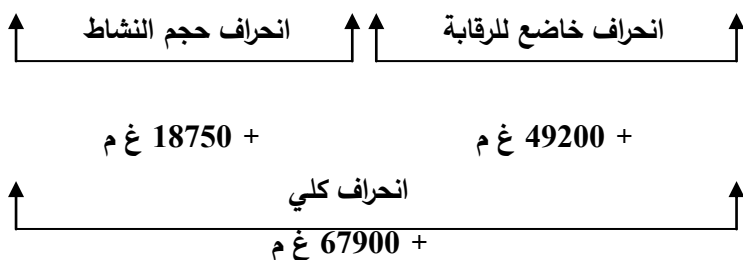 انحراف خاضع للرقابة
انحراف حجم النشاط
+ 49200 غ م
+ 18750 غ م
انحراف كلي
+ 67900 غ م